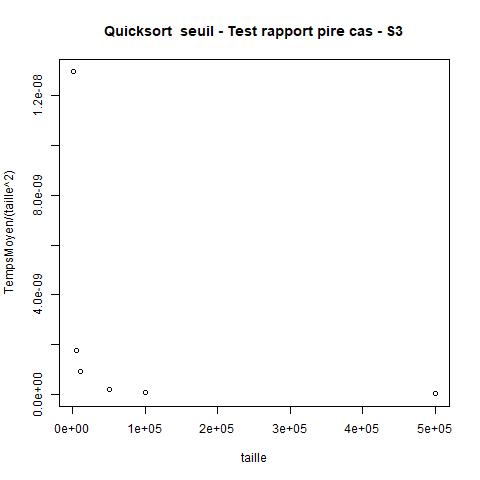 Quicksort  seuil - Test rapport pire cas - S3
TempsMoyen/(taille^2)
1.2e-08
8.0e-09
4.0e-09
0.0e+00
0e+00 1e+05 2e+05 3e+05 4e+05 5e+05
taille